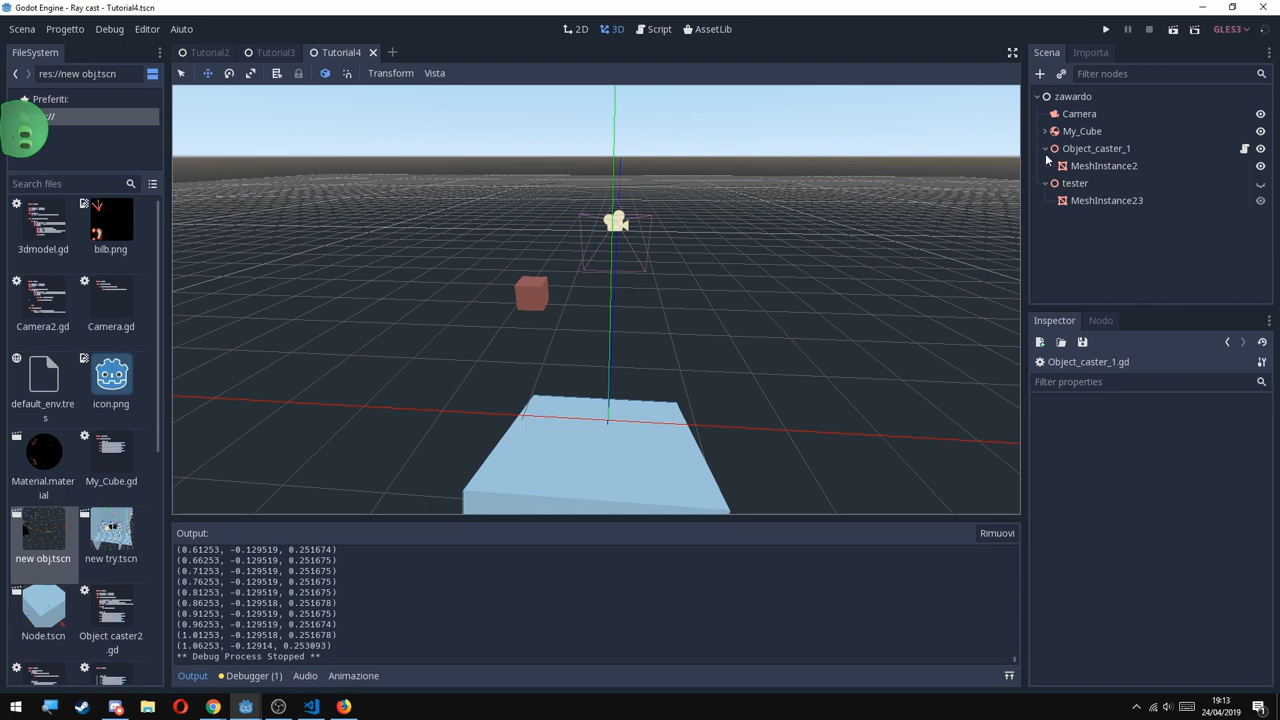 Godot Engine - Ray cast - Tutorial4.tscn
Scena Progetto Debug Editor Aiuto
2D 3D Script AssetLib
GLES3
FileSystem
res://new obj.tscn
Preferiti:
//
Search files
3dmodel.gd bilb.png
Camera2.gd Camera.gd
default_env.tres icon.png
Material.material My_Cube.gd
new obj.tscn new try.tscn
Node.tscn Object caster2.gd
Tutorial2 Tutorial3 Tutorial4
Transform Vista
Output: Rimuovi
(0.61253, -0.129519, 0.251674)
(0.66253, -0.129519, 0.251675)
(0.71253, -0.129519, 0.251675)
(0.76253, -0.129519, 0.251675)
(0.81253, -0.129519, 0.251675)
(0.86253, -0.129518, 0.251678)
(0.91253, -0.129519, 0.251675)
(0.96253, -0.129519, 0.251674)
(1.01253, -0.129518, 0.251678)
(1.06253, -0.12914, 0.253093)
** Debug Process Stopped **
Output Debugger (1) Audio Animazione
Scena Importa
Filter nodes
zawardo
Camera
My_Cube
Object_caster_1
MeshInstance2
tester
MeshInstance23
Inspector Nodo
Object_caster_1.gd
Filter properties
19:13
24/04/2019
1